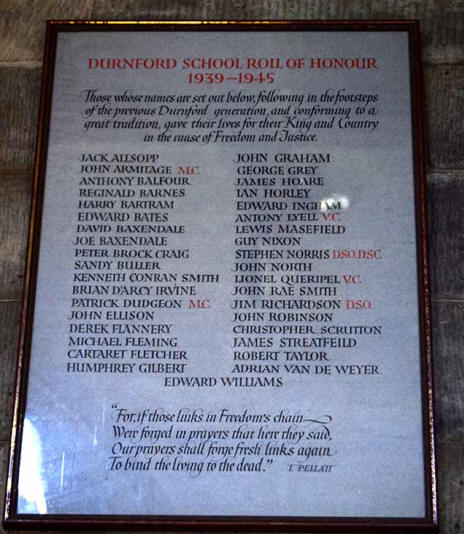 DURNFORD SCHOOL ROLL OF HONOUR
1939–1945
Those whose names are set out below, following in the footsteps
of the previous Durnford generation, and conforming to a
great tradition, gave their lives for their King and Country
in the cause of Freedom and Justice.
JACK ALLSOPP
JOHN ARMITAGE M.C.
ANTHONY BALFOUR
REGINALD BARNES
HARRY BARTRAM
EDWARD BATES
DAVID BAXENDALE
JOE BAXENDALE
PETER BROCK CRAIG
SANDY BULLER
KENNETH CONRAN SMITH
BRIAN D'ARCY IRVINE
PATRICK DUDGEON M.C.
JOHN ELLISON
DEREK FLANNERY
MICHAEL FLEMING
CARTARET FLETCHER
HUMPHREY GILBERT
JOHN GRAHAM
GEORGE GREY
JAMES HOARE
IAN HORLEY
EDWARD INGHAM
ANTONY LYELL V.C.
LEWIS MASEFIELD
GUY NIXON
STEPHEN NORRIS D.S.O. D.S.C.
JOHN NORTH
LIONEL QUERIPEL V.C.
JOHN RAE SMITH
JIM RICHARDSON D.S.O.
JOHN ROBINSON
CHRISTOPHER SCRUTTON
JAMES STREATFEILD
ROBERT TAYLOR
ADRIAN VAN DE WEYER
EDWARD WILLIAMS
"For, if those links in Freedom's chain
Were forged in prayers that here they said,
Our prayers shall forge fresh links again
To bind the living to the dead." T. PELLATT